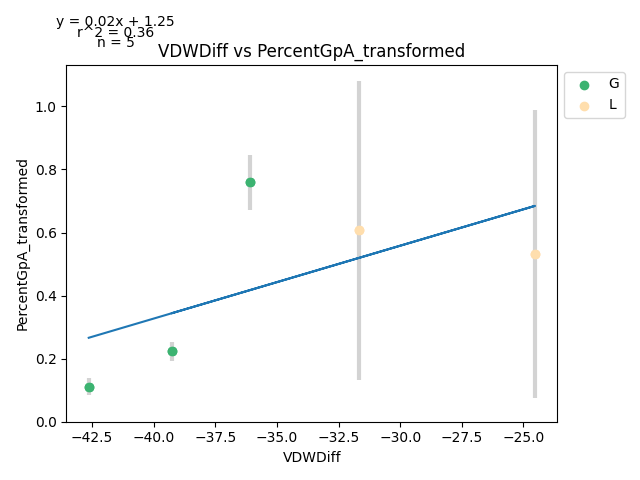 y = 0.02x + 1.25
r^2 = 0.36
n = 5
VDWDiff vs PercentGpA_transformed
G
L
PercentGpA_transformed
1.0
0.8
0.6
0.4
0.2
0.0
−42.5 −40.0 −37.5 −35.0 −32.5 −30.0 −27.5 −25.0
VDWDiff